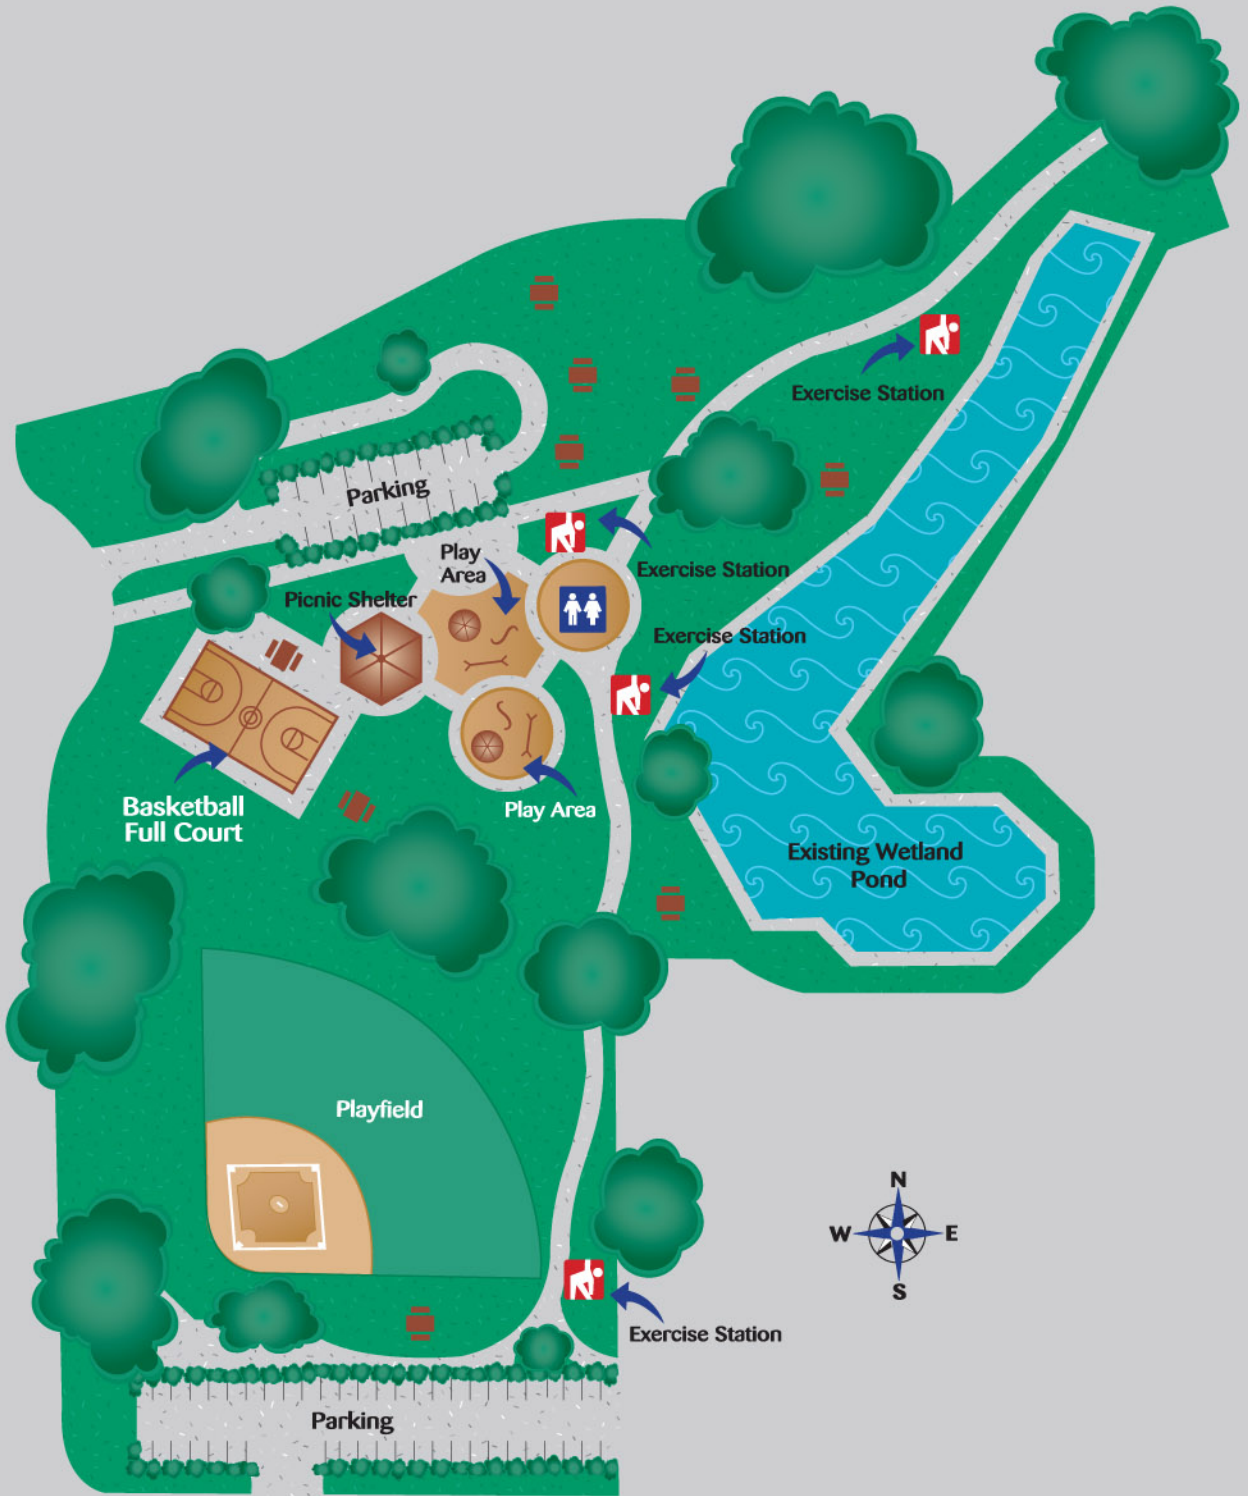 Exercise Station
Parking
Play
Area
Exercise Station
Picnic Shelter
Exercise Station
Basketball
Full Court
Play Area
Existing Wetland
Pond
Playfield
N
W
E
S
Exercise Station
Parking